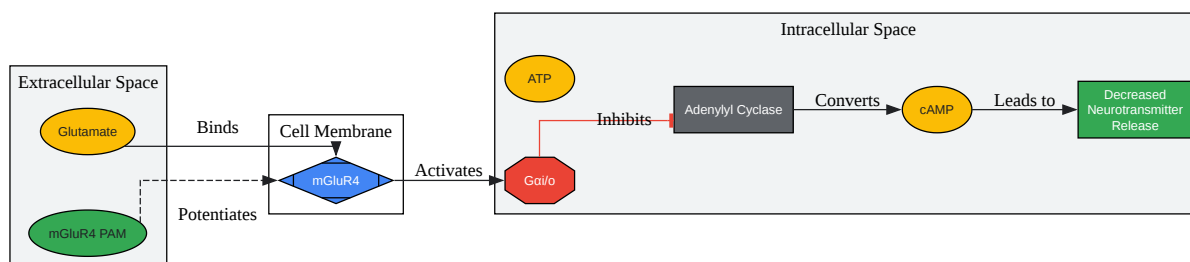 Extracellular Space
Glutamate
mGluR4 PAM
Binds
Potentiates
Cell Membrane
mGluR4
Activates
Intracellular Space
ATP
Gαi/o
Inhibits
Adenylyl Cyclase
Converts
cAMP
Leads to
Decreased
Neurotransmitter
Release